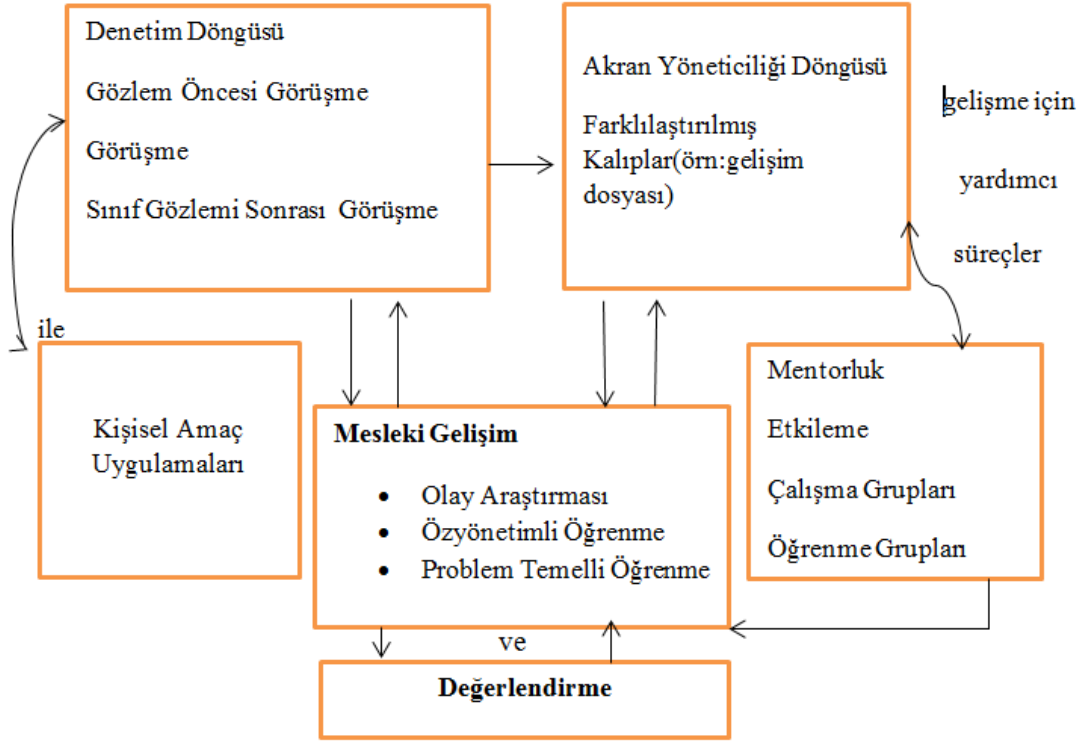 Denetim Döngüsü
Gözlem Öncesi Görüşme
Görüşme
Sınıf Gözlemi Sonrası Görüşme
Akran Yöneticiliği Döngüsü
Farklılaştırılmış
Kalıplar(örn:gelişim
dosyası)
gelişme için
yardımcı
süreçler
ile
Kişisel Amaç
Uygulamaları
Mesleki Gelişim
• Olay Araştırması
• Özyönetimli Öğrenme
• Problem Temelli Öğrenme
Mentorluk
Etkileme
Çalışma Grupları
Öğrenme Grupları
ve
Değerlendirme